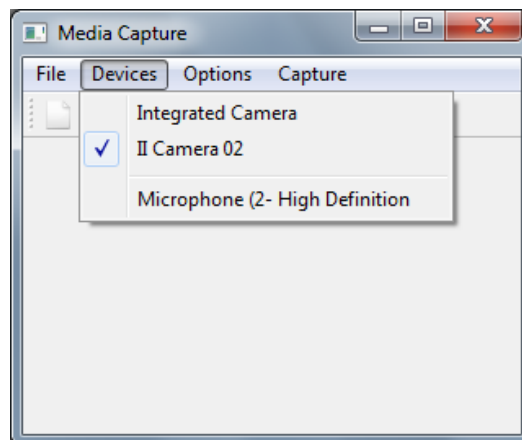 Media Capture
File Devices Options Capture
Integrated Camera
II Camera 02
Microphone (2- High Definition